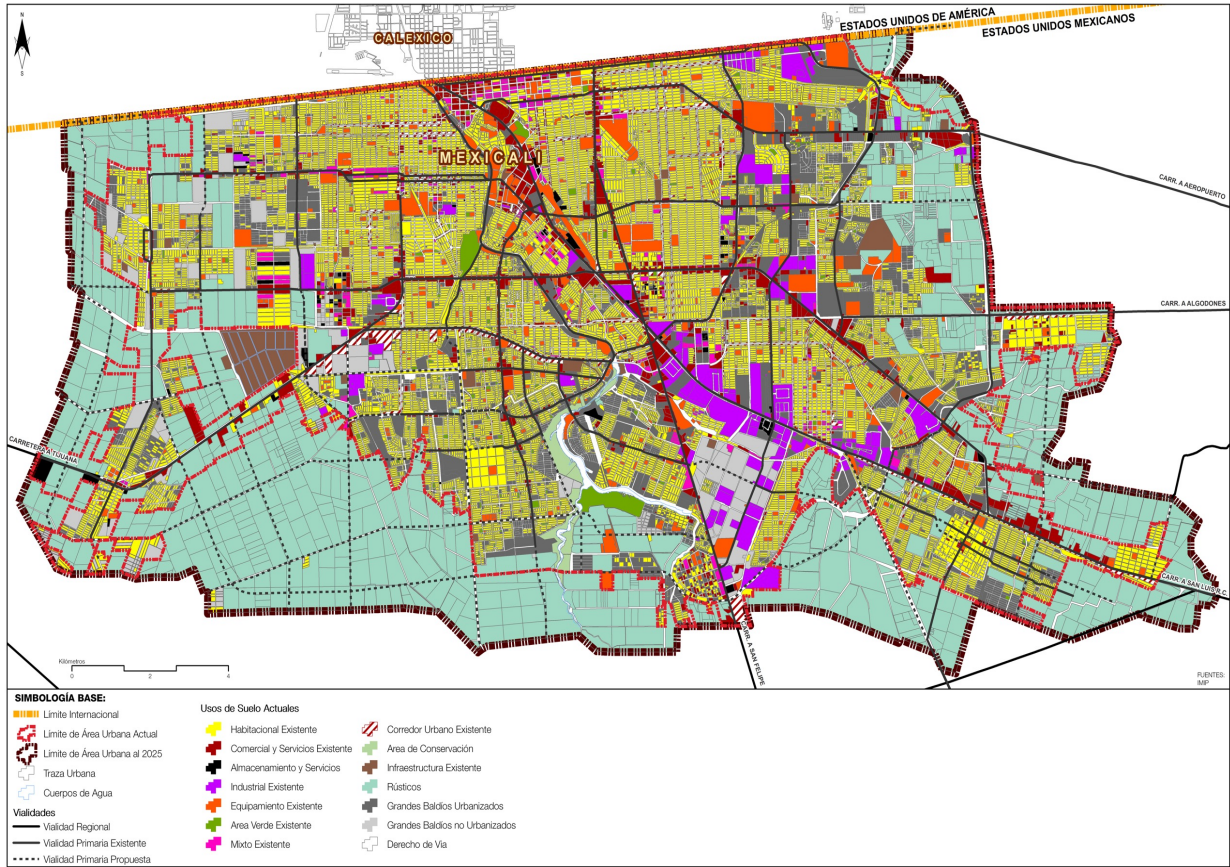 N
S
CALEXICO
ESTADOS UNIDOS DE AMÉRICA
ESTADOS UNIDOS MEXICANOS
MEXICALI
CARR. A AEROPUERTO
CARR. A ALGODONES
CARRETERA A TIJUANA
CARR. A SAN LUIS R.C.
CARR. A SAN FELIPE
Kilómetros
0 2 4
FUENTES:
IMIP
SIMBOLOGÍA BASE:
Límite Internacional
Límite de Área Urbana Actual
Límite de Área Urbana al 2025
Traza Urbana
Cuerpos de Agua
Vialidades
Vialidad Regional
Vialidad Primaria Existente
Vialidad Primaria Propuesta
Usos de Suelo Actuales
Habitacional Existente
Comercial y Servicios Existente
Almacenamiento y Servicios
Industrial Existente
Equipamiento Existente
Area Verde Existente
Mixto Existente
Corredor Urbano Existente
Area de Conservación
Infraestructura Existente
Rústicos
Grandes Baldíos Urbanizados
Grandes Baldíos no Urbanizados
Derecho de Via